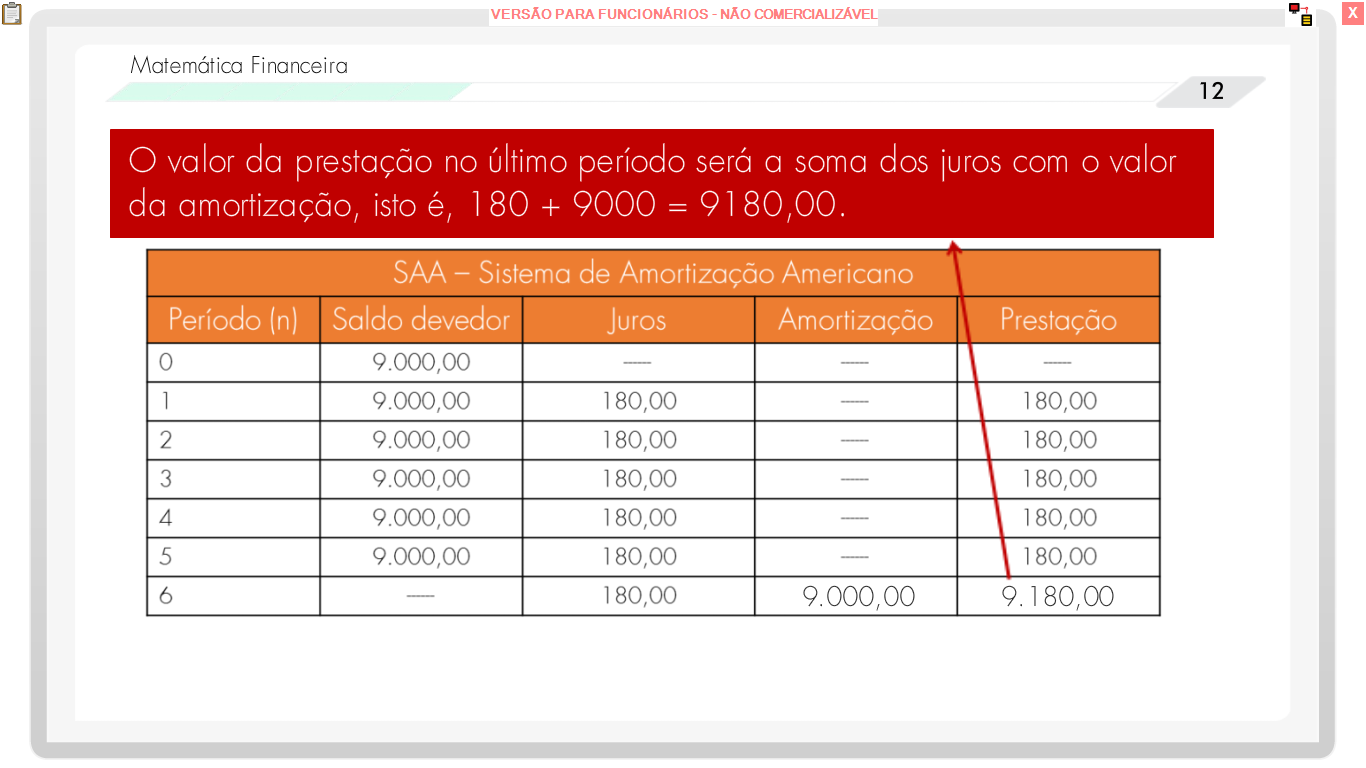 VERSÃO PARA FUNCIONÁRIOS - NÃO COMERCIALIZÁVEL
X
Matemática Financeira
12
O valor da prestação no último período será a soma dos juros com o valor
da amortização, isto é, 180 + 9000 = 9180,00.
SAA – Sistema de Amortização Americano
Período (n) Saldo devedor Juros Amortização Prestação
0 9.000,00 ------ ------ ------
1 9.000,00 180,00 ------ 180,00
2 9.000,00 180,00 ------ 180,00
3 9.000,00 180,00 ------ 180,00
4 9.000,00 180,00 ------ 180,00
5 9.000,00 180,00 ------ 180,00
6 ------ 180,00 9.000,00 9.180,00